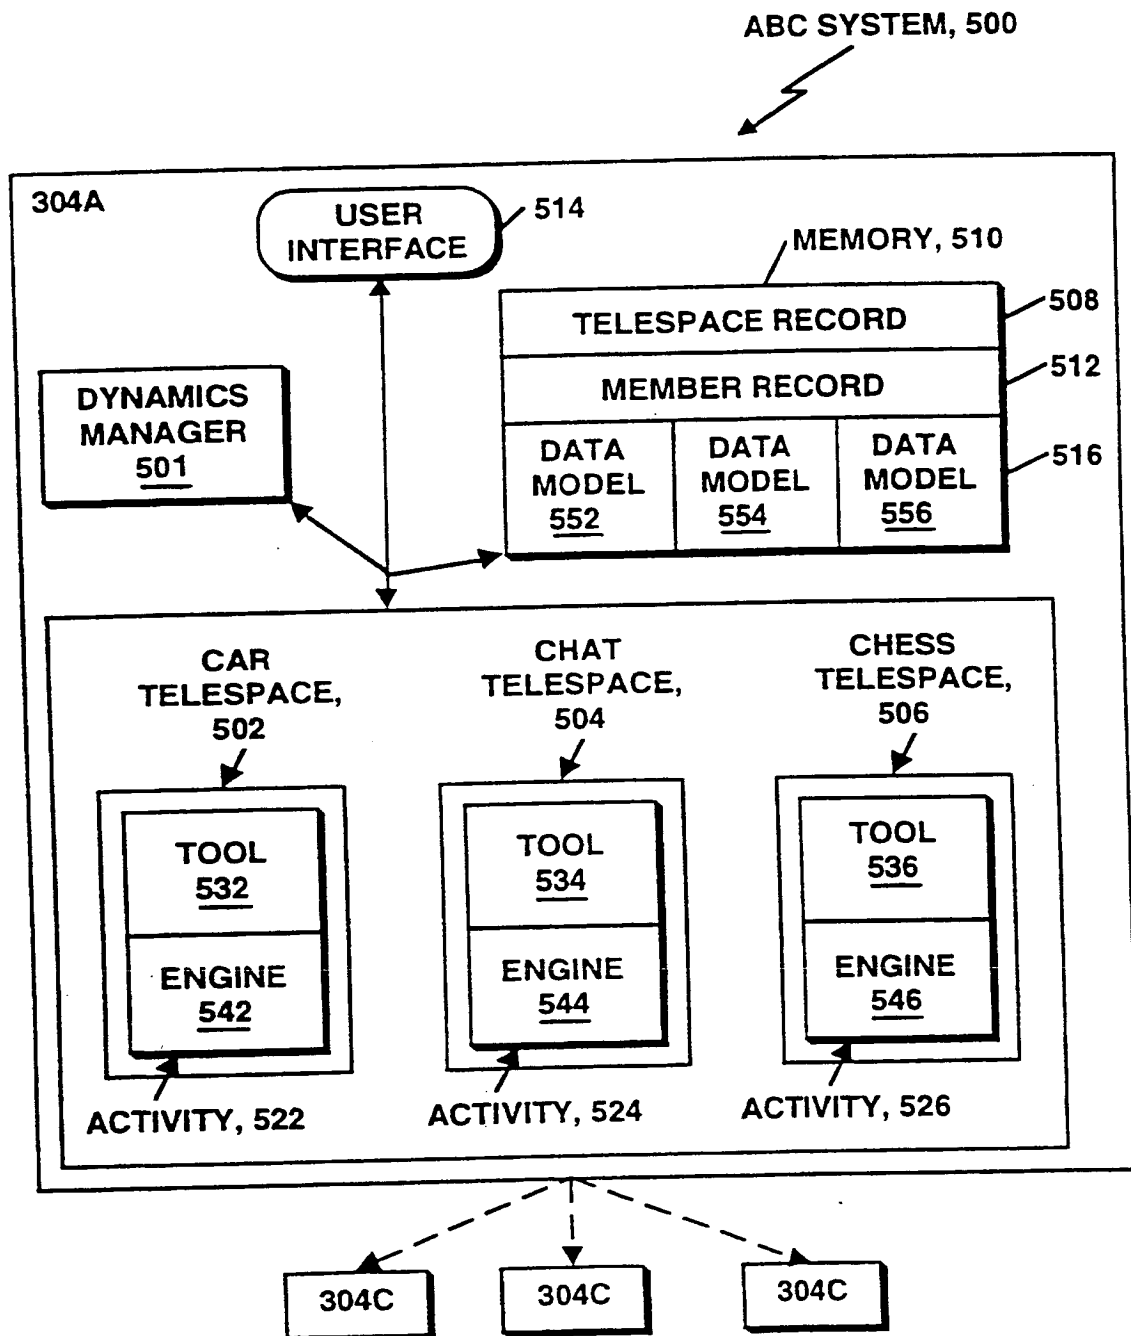 ABC SYSTEM, 500
304A
USER
INTERFACE
514
MEMORY, 510
TELESPACE RECORD
508
MEMBER RECORD
512
DYNAMICS
MANAGER
501
DATA
MODEL
552
DATA
MODEL
554
DATA
MODEL
556
516
CAR
TELESPACE,
502
CHAT
TELESPACE,
504
CHESS
TELESPACE,
506
TOOL
532
TOOL
534
TOOL
536
ENGINE
542
ENGINE
544
ENGINE
546
ACTIVITY, 522
ACTIVITY, 524
ACTIVITY, 526
304C
304C
304C